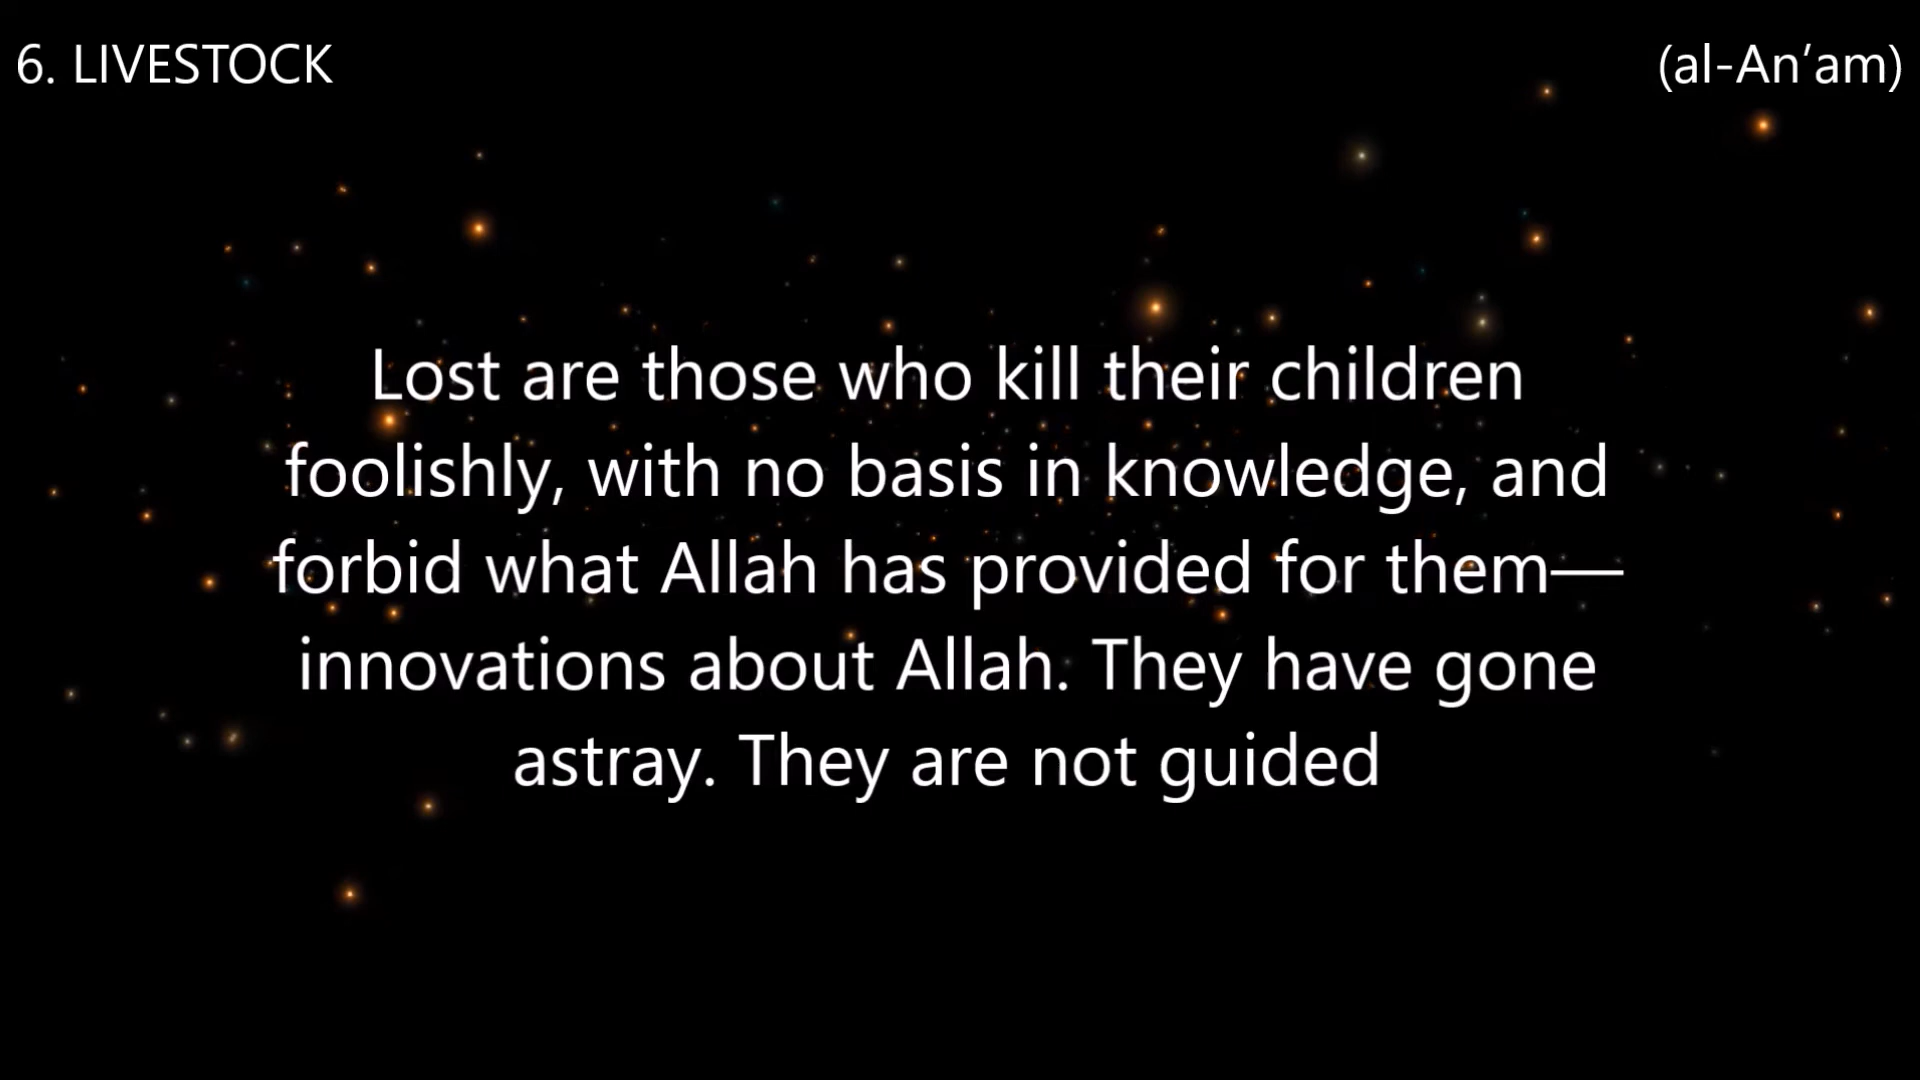 6. LIVESTOCK
(al-An’am)
Lost are those who kill their children
foolishly, with no basis in knowledge, and
forbid what Allah has provided for them—
innovations about Allah. They have gone
astray. They are not guided